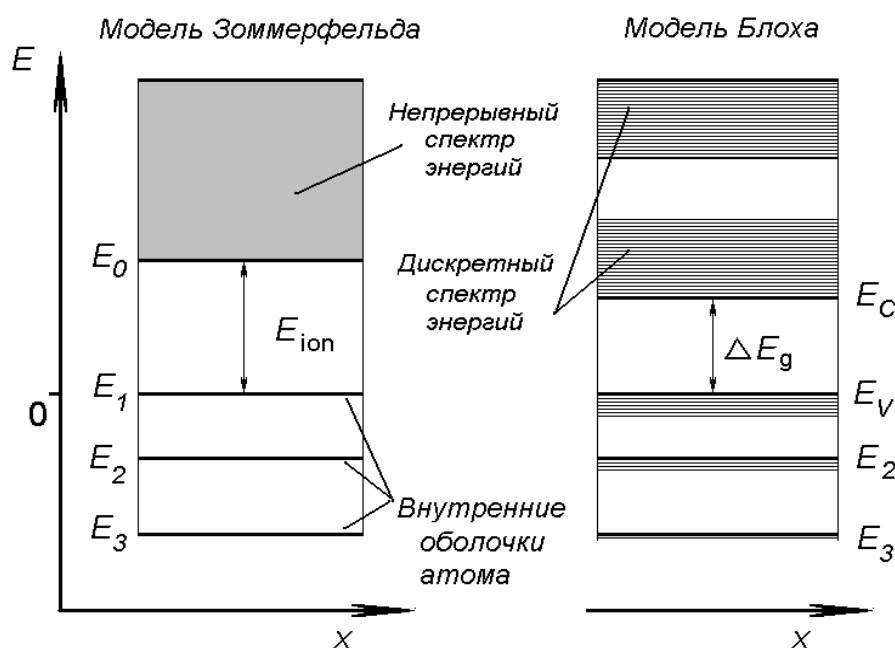 Модель Зоммерфельда
Модель Блоха
E
Непрерывный
спектр
энергий
E0
Дискретный
спектр
энергий
EC
Eion
△Eg
E1
0
EV
E2
E2
Внутренние
оболочки
атома
E3
E3
X
X